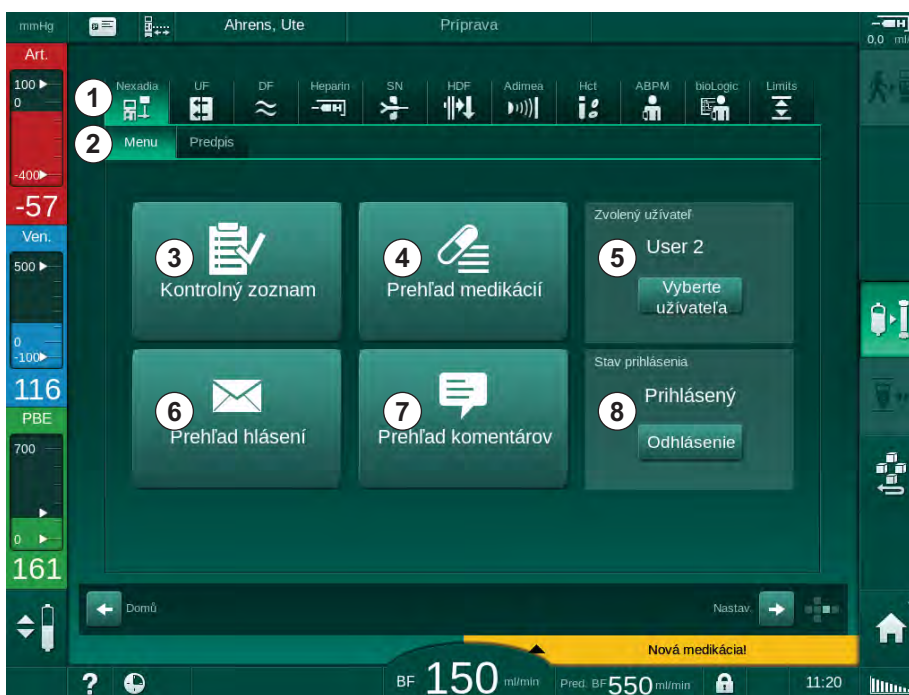 mmHg
Ahrens, Ute
Príprava
0,0 ml/
Art.
100
0
-400
-57
Ven.
500
0
-100
116
PBE
700
0
161
1
Nexadia
UF
DF
Heparin
SN
HDF
Adimea
Hct
ABPM
bioLogic
Limits
2
Menu
Predpis
3
Kontrolný zoznam
4
Prehľad medikácií
Zvolený užívateľ
5
User 2
Vyberte
užívateľa
6
Prehľad hlásení
7
Prehľad komentárov
Stav prihlásenia
8
Prihlásený
Odhlásenie
Domů
Nastav.
Nová medikácia!
?
BF 150 ml/min
Pred. BF 550 ml/min
11:20